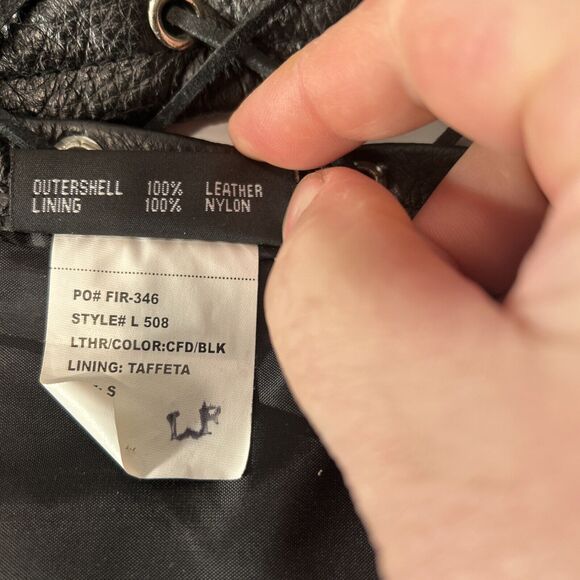 OUTERSHELL 100% LEATHER
LINING 100% NYLON
PO# FIR-346
STYLE# L 508
LTHR/COLOR:CFD/BLK
LINING: TAFFETA
: S